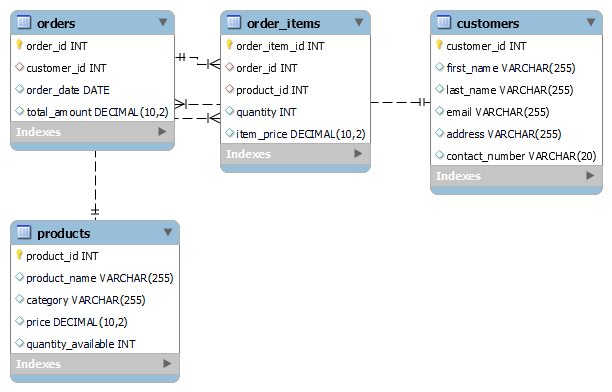 orders
order_id INT
customer_id INT
order_date DATE
total_amount DECIMAL(10,2)
Indexes
order_items
order_item_id INT
order_id INT
product_id INT
quantity INT
item_price DECIMAL(10,2)
Indexes
customers
customer_id INT
first_name VARCHAR(255)
last_name VARCHAR(255)
email VARCHAR(255)
address VARCHAR(255)
contact_number VARCHAR(20)
Indexes
products
product_id INT
product_name VARCHAR(255)
category VARCHAR(255)
price DECIMAL(10,2)
quantity_available INT
Indexes